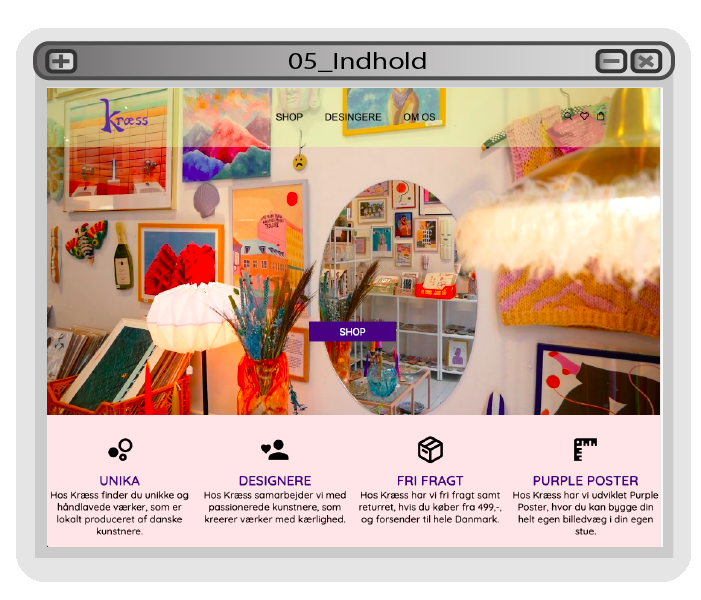 05_Indhold
kræss
SHOP DESINGERE OM OS
SHOP
UNIKA
Hos Kræss finder du unikke og
håndlavede værker, som er
lokalt produceret af danske
kunstnere.
DESIGNERE
Hos Kræss samarbejder vi med
passionerede kunstnere, som
kreerer værker med kærlighed.
FRI FRAGT
Hos Kræss har vi fri fragt samt
returret, hvis du køber fra 499,-,
og forsender til hele Danmark.
PURPLE POSTER
Hos Kræss har vi udviklet Purple
Poster, hvor du kan bygge din
helt egen billedvæg i din egen
stue.